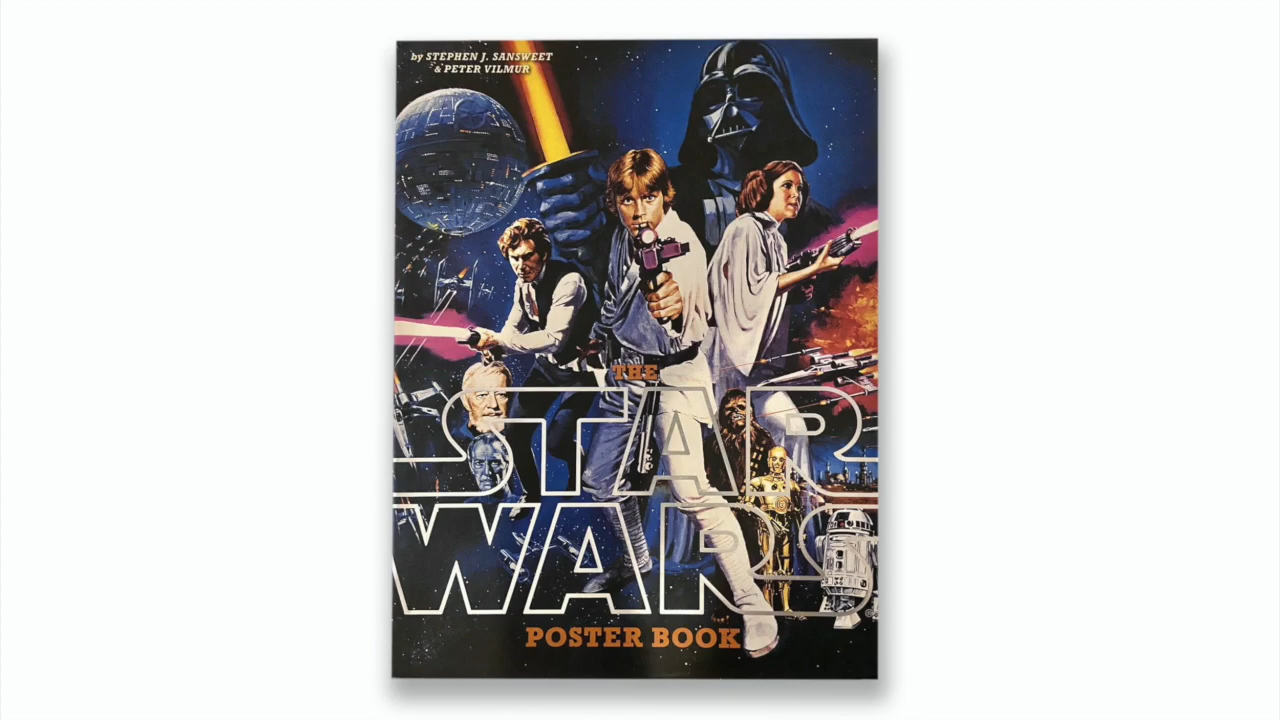 by STEPHEN J. SANSWEET
& PETER VILMUR
THE
STAR
WARS
®
POSTER BOOK